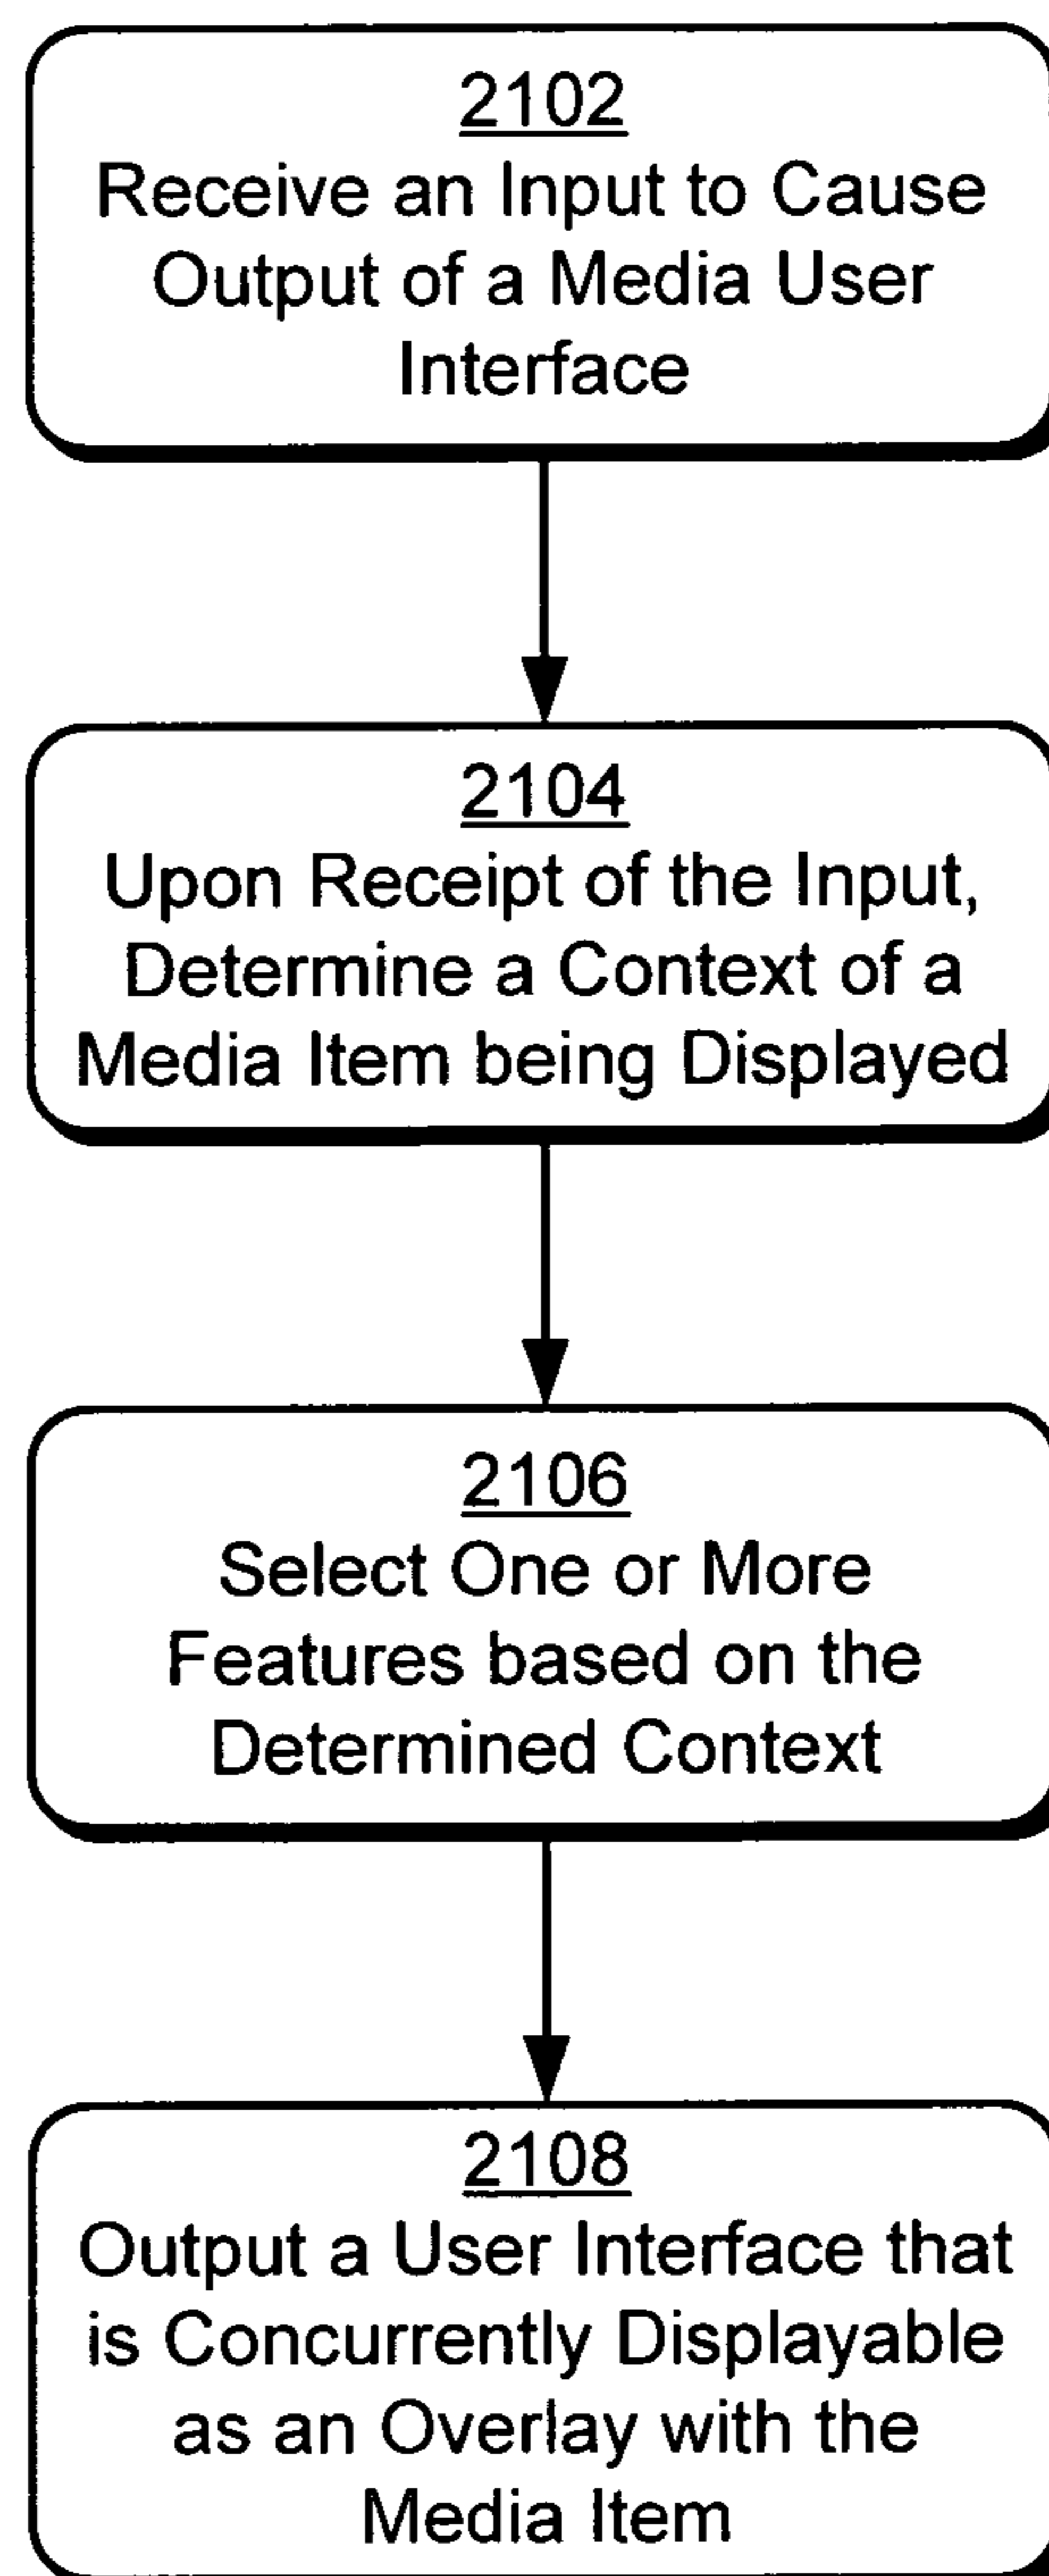 2102
Receive an Input to Cause
Output of a Media User
Interface
2104
Upon Receipt of the Input,
Determine a Context of a
Media Item being Displayed
2106
Select One or More
Features based on the
Determined Context
2108
Output a User Interface that
is Concurrently Displayable
as an Overlay with the
Media Item